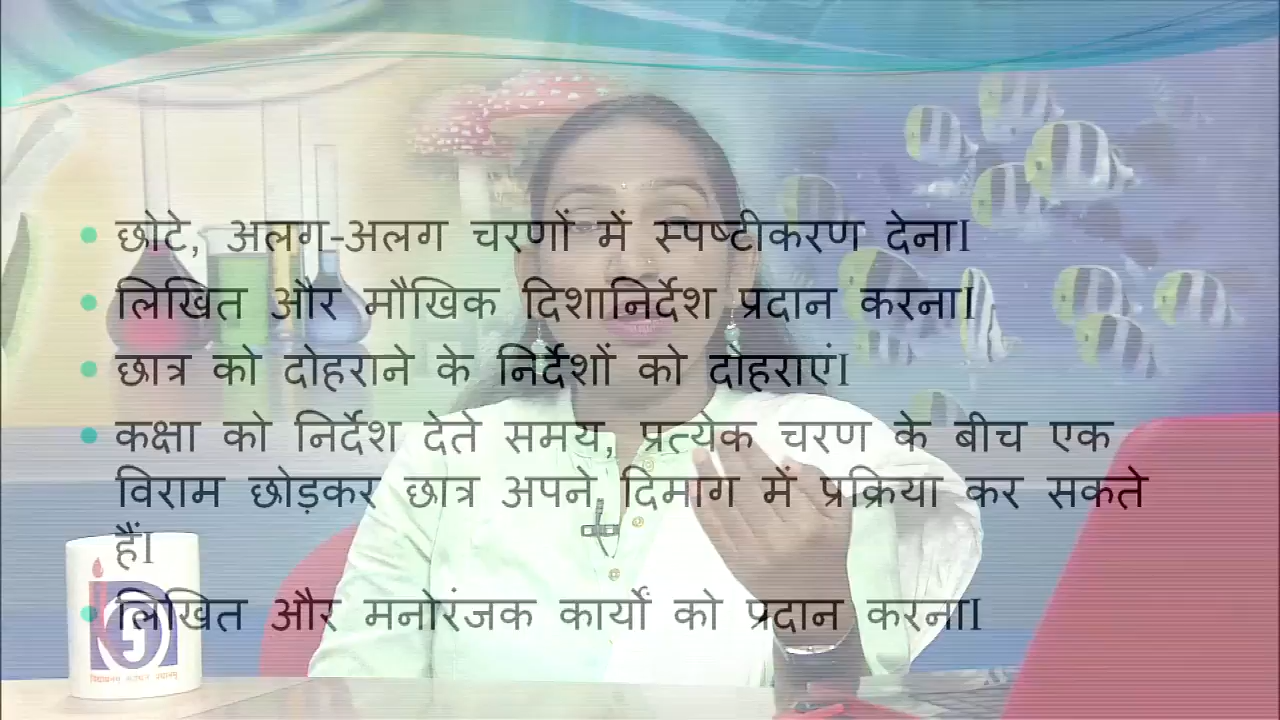 छोटे, अलग-अलग चरणों में स्पष्टीकरण देनाI
लिखित और मौखिक दिशानिर्देश प्रदान करनाI
छात्र को दोहराने के निर्देशों को दोहराएंI
कक्षा को निर्देश देते समय, प्रत्येक चरण के बीच एक
विराम छोड़कर छात्र अपने दिमाग में प्रक्रिया कर सकते
हैंI
लिखित और मनोरंजक कार्यों को प्रदान करनाI